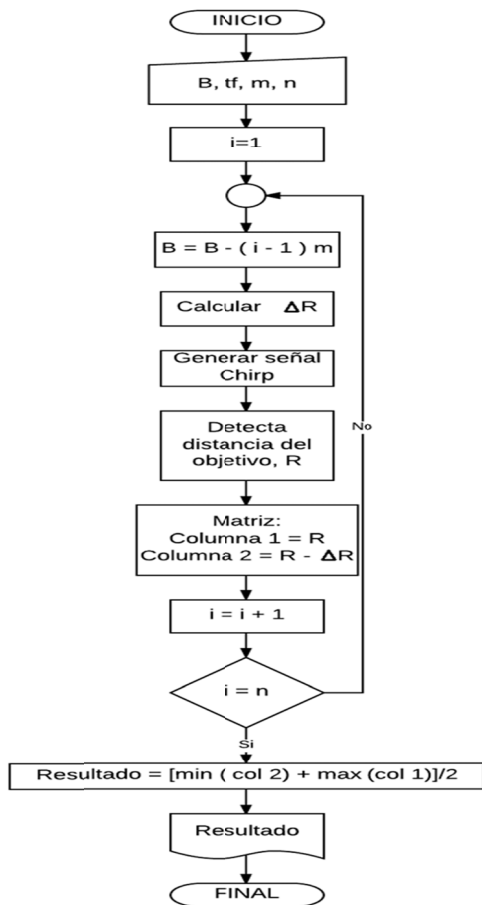 INICIO
B, tf, m, n
i=1
B = B - ( i - 1 ) m
Calcular ΔR
Generar señal
Chirp
Detecta
distancia del
objetivo, R
No
Matriz:
Columna 1 = R
Columna 2 = R - ΔR
i = i + 1
i = n
Si
Resultado = [min ( col 2) + max (col 1)]/2
Resultado
FINAL